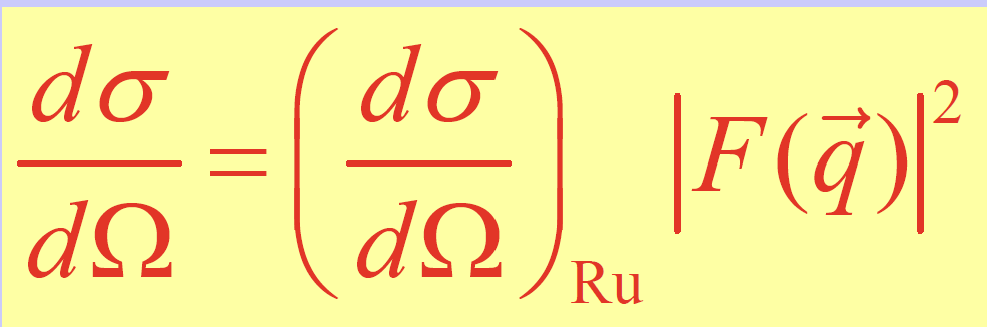 dσ/dΩ = (dσ/dΩ)_Ru |F(q⃗)|²